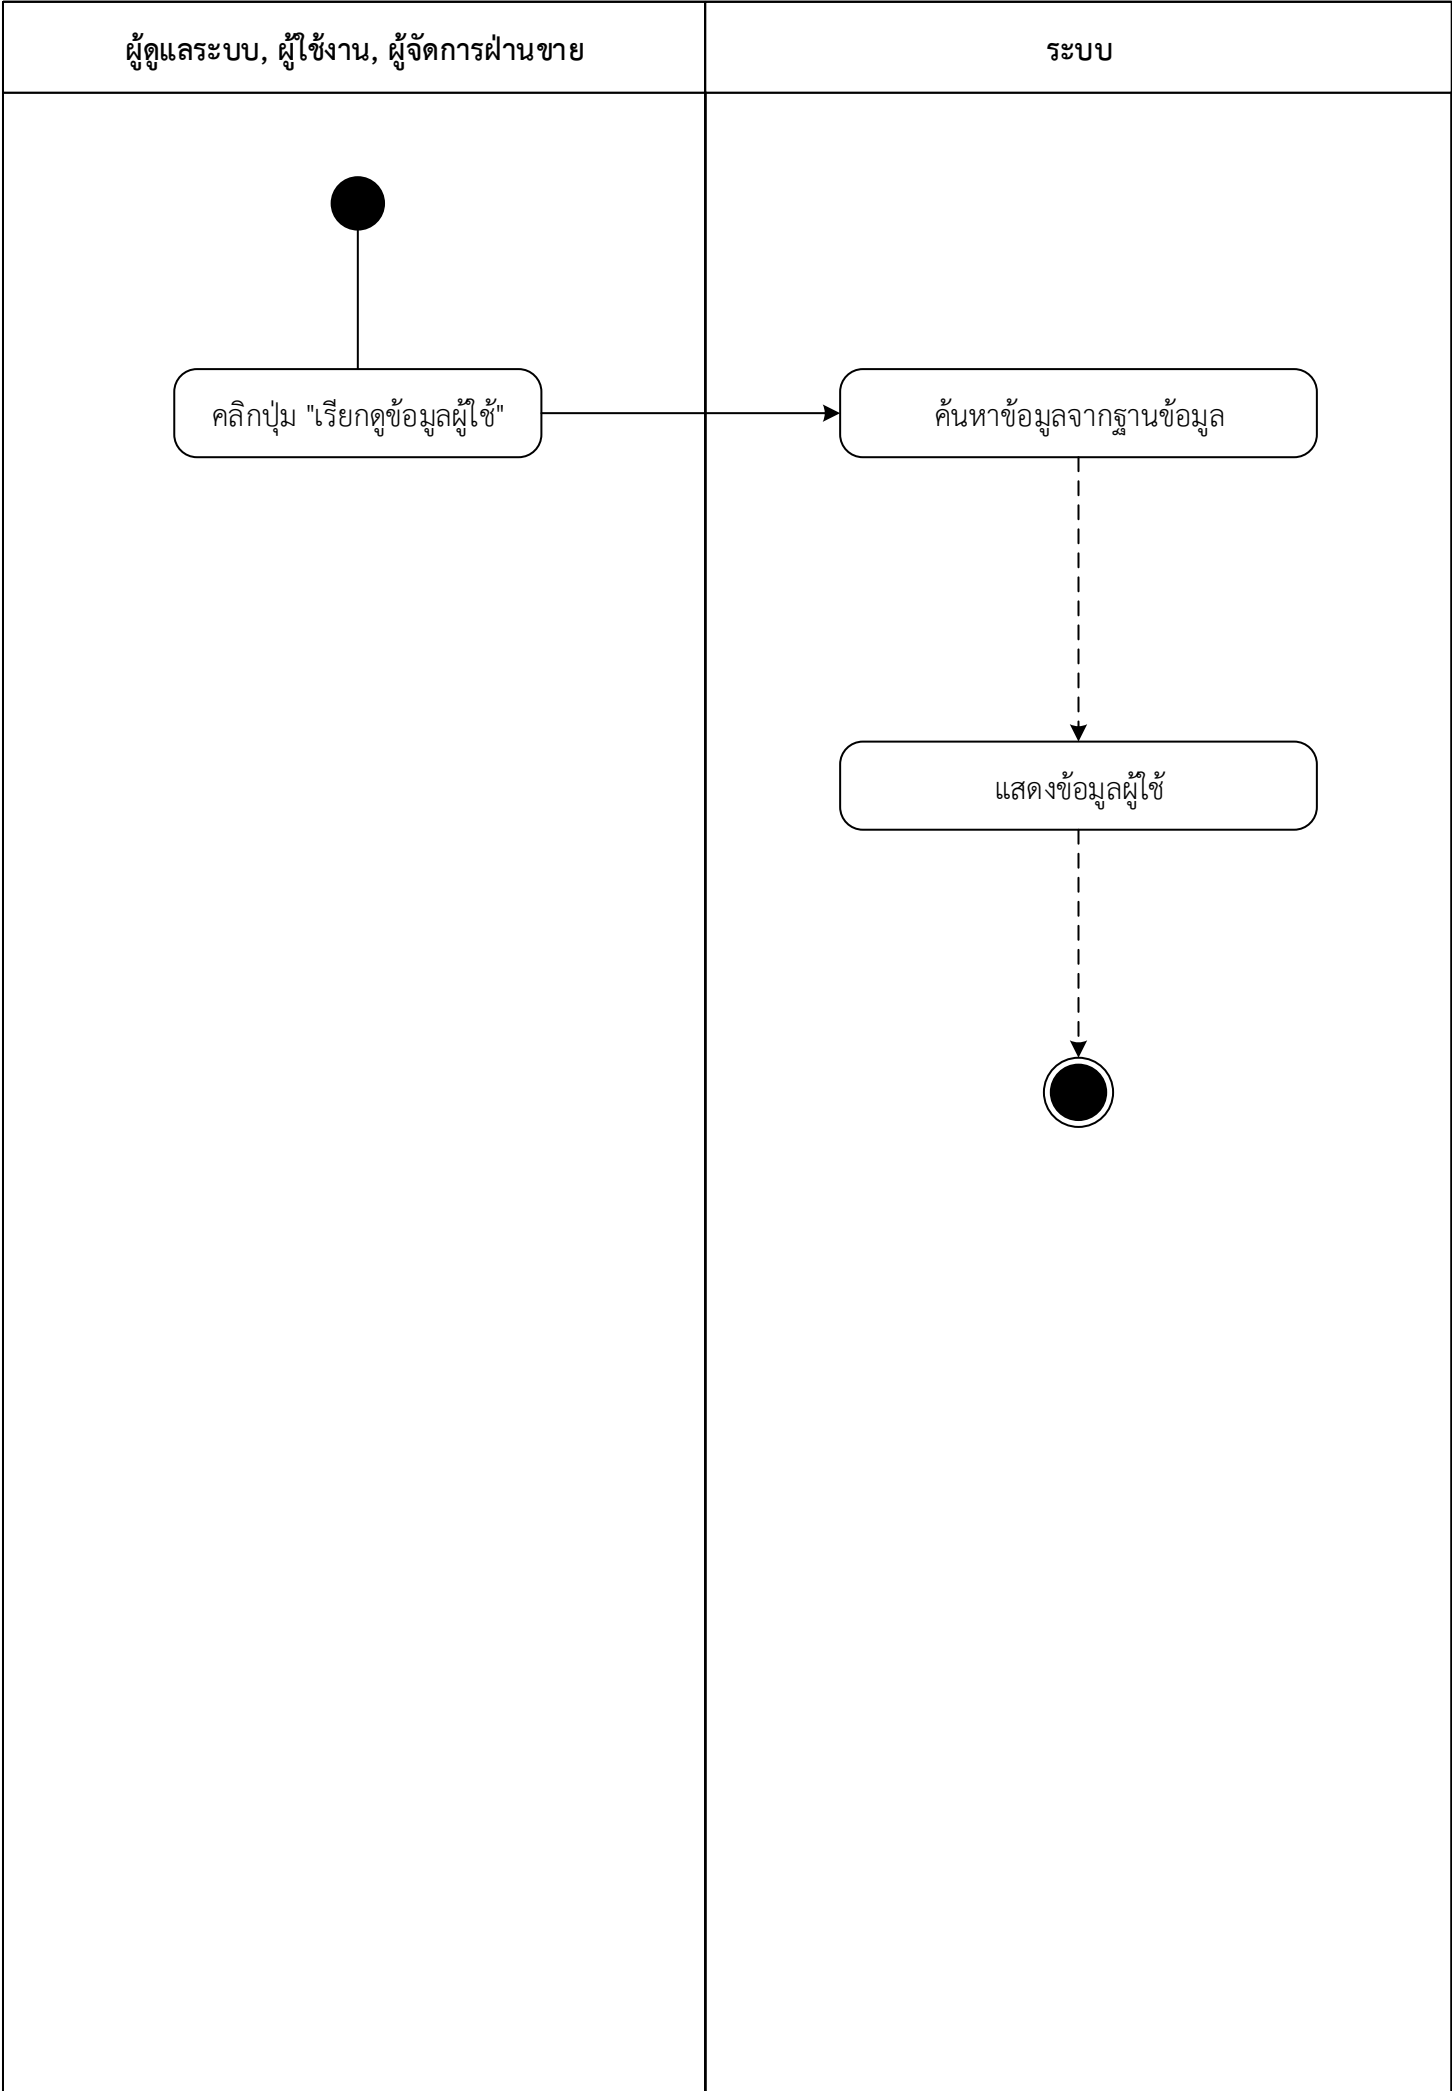 ผู้ดูแลระบบ, ผู้ใช้งาน, ผู้จัดการฝ่านขาย
ระบบ
คลิกปุ่ม "เรียกดูข้อมูลผู้ใช้"
ค้นหาข้อมูลจากฐานข้อมูล
แสดงข้อมูลผู้ใช้